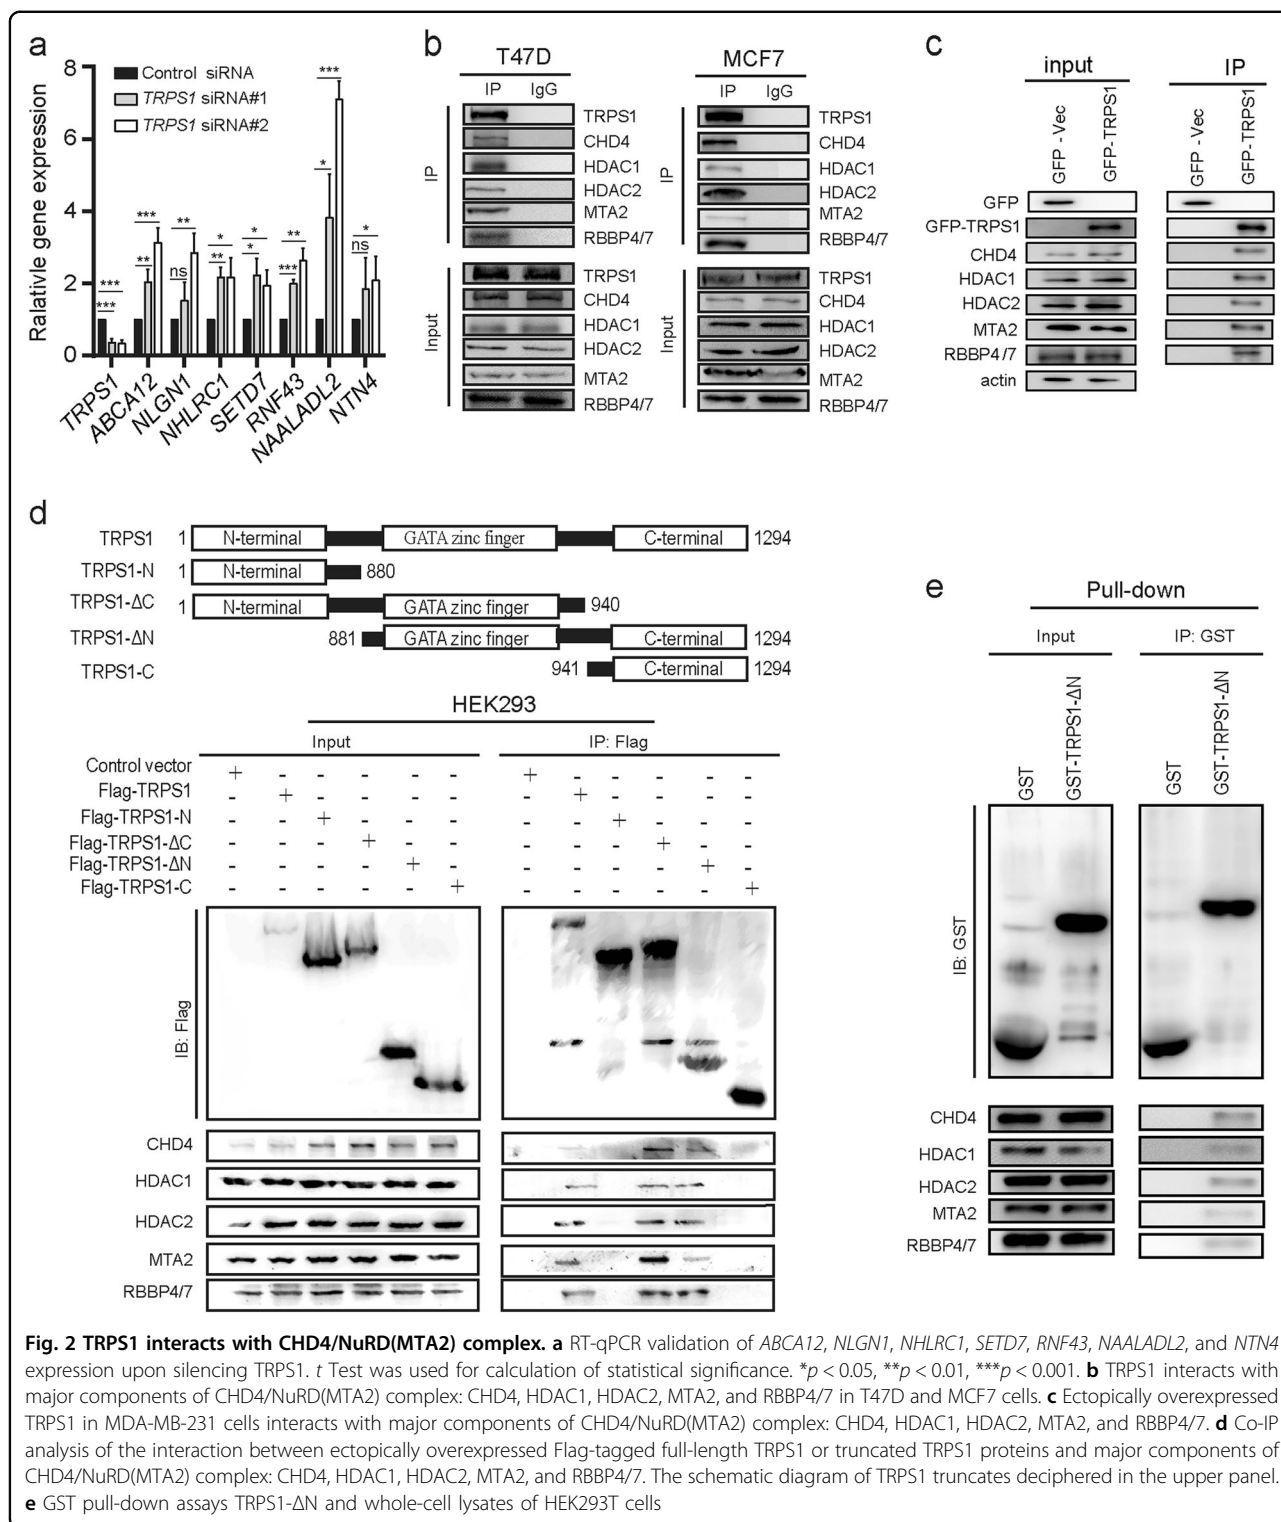 a
8
6
4
2
0
Ralativle gene expression
Control siRNA
TRPS1 siRNA#1
TRPS1 siRNA#2
*** ***
** ***
ns **
** *
* *
*** **
* ***
ns *
TRPS1
ABCA12
NLGN1
NHLRC1
SETD7
RNF43
NAALADL2
NTN4
b
T47D
IP IgG
IP
TRPS1
CHD4
HDAC1
HDAC2
MTA2
RBBP4/7
Input
TRPS1
CHD4
HDAC1
HDAC2
MTA2
RBBP4/7
MCF7
IP IgG
IP
TRPS1
CHD4
HDAC1
HDAC2
MTA2
RBBP4/7
Input
TRPS1
CHD4
HDAC1
HDAC2
MTA2
RBBP4/7
c
input IP
GFP -Vec
GFP-TRPS1
GFP -Vec
GFP-TRPS1
GFP
GFP-TRPS1
CHD4
HDAC1
HDAC2
MTA2
RBBP4/7
actin
d
TRPS1 1 N-terminal GATA zinc finger C-terminal 1294
TRPS1-N 1 N-terminal 880
TRPS1-ΔC 1 N-terminal GATA zinc finger 940
TRPS1-ΔN 881 GATA zinc finger C-terminal 1294
TRPS1-C 941 C-terminal 1294
HEK293
Input IP: Flag
Control vector + - - - - - + - - - - -
Flag-TRPS1 - + - - - - - + - - - -
Flag-TRPS1-N - - + - - - - - + - - -
Flag-TRPS1-ΔC - - - + - - - - - + - -
Flag-TRPS1-ΔN - - - - + - - - - - + -
Flag-TRPS1-C - - - - - + - - - - - +
IB: Flag
CHD4
HDAC1
HDAC2
MTA2
RBBP4/7
e
Pull-down
Input IP: GST
GST
GST-TRPS1-ΔN
GST
GST-TRPS1-ΔN
IB: GST
CHD4
HDAC1
HDAC2
MTA2
RBBP4/7
Fig. 2 TRPS1 interacts with CHD4/NuRD(MTA2) complex. a RT-qPCR validation of ABCA12, NLGN1, NHLRC1, SETD7, RNF43, NAALADL2, and NTN4
expression upon silencing TRPS1. t Test was used for calculation of statistical significance. *p < 0.05, **p < 0.01, ***p < 0.001. b TRPS1 interacts with
major components of CHD4/NuRD(MTA2) complex: CHD4, HDAC1, HDAC2, MTA2, and RBBP4/7 in T47D and MCF7 cells. c Ectopically overexpressed
TRPS1 in MDA-MB-231 cells interacts with major components of CHD4/NuRD(MTA2) complex: CHD4, HDAC1, HDAC2, MTA2, and RBBP4/7. d Co-IP
analysis of the interaction between ectopically overexpressed Flag-tagged full-length TRPS1 or truncated TRPS1 proteins and major components of
CHD4/NuRD(MTA2) complex: CHD4, HDAC1, HDAC2, MTA2, and RBBP4/7. The schematic diagram of TRPS1 truncates deciphered in the upper panel.
e GST pull-down assays TRPS1-ΔN and whole-cell lysates of HEK293T cells